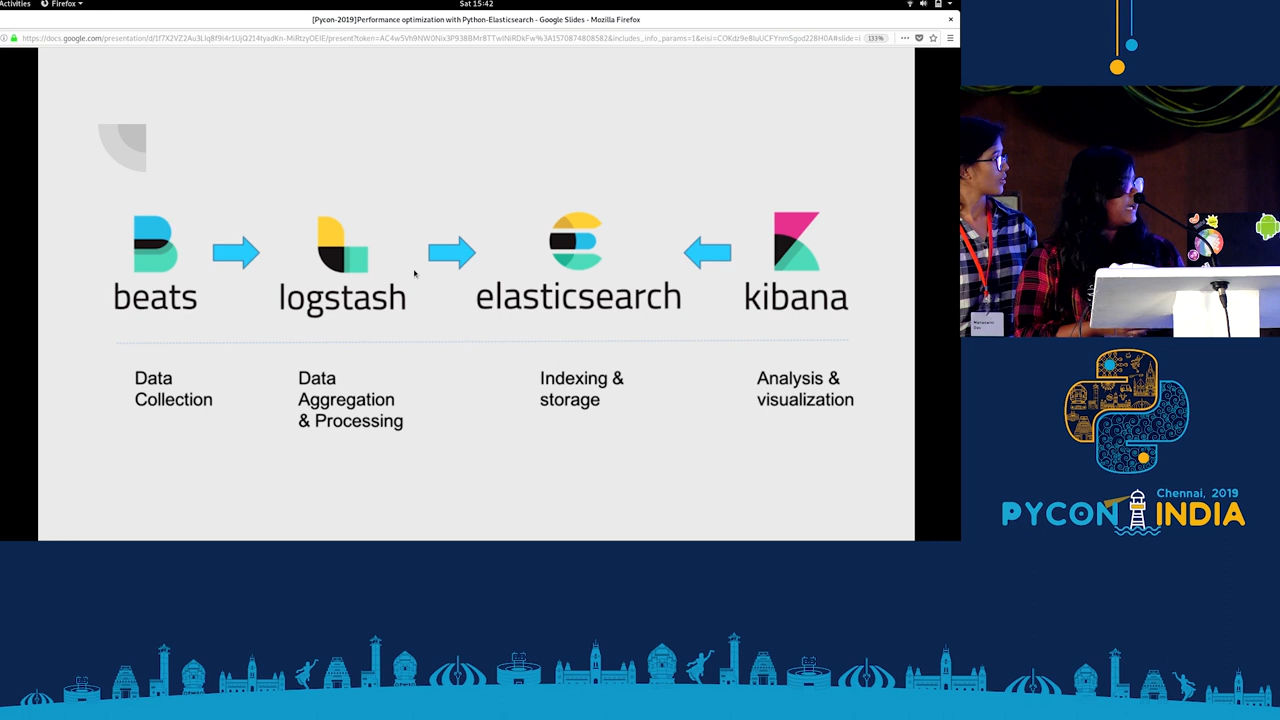 Activities
Firefox
Sat 15:42
[Pycon-2019]Performance optimization with Python-Elasticsearch - Google Slides - Mozilla Firefox
133%
beats
logstash
elasticsearch
kibana
Data
Collection
Data
Aggregation
& Processing
Indexing &
storage
Analysis &
visualization
Chennai, 2019
PYCON INDIA